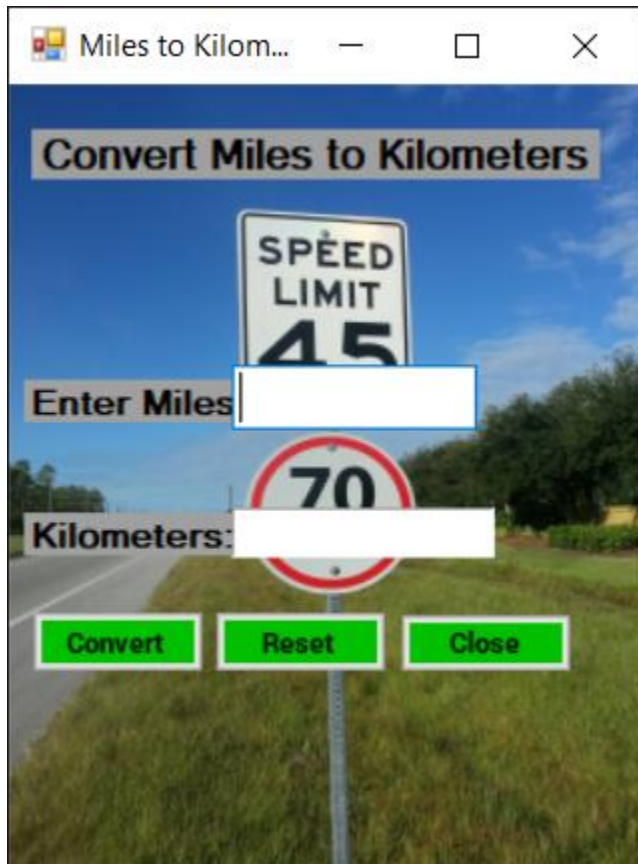 Miles to Kilom...
Convert Miles to Kilometers
SPEED
LIMIT
45
Enter Miles
70
Kilometers:
Convert Reset Close